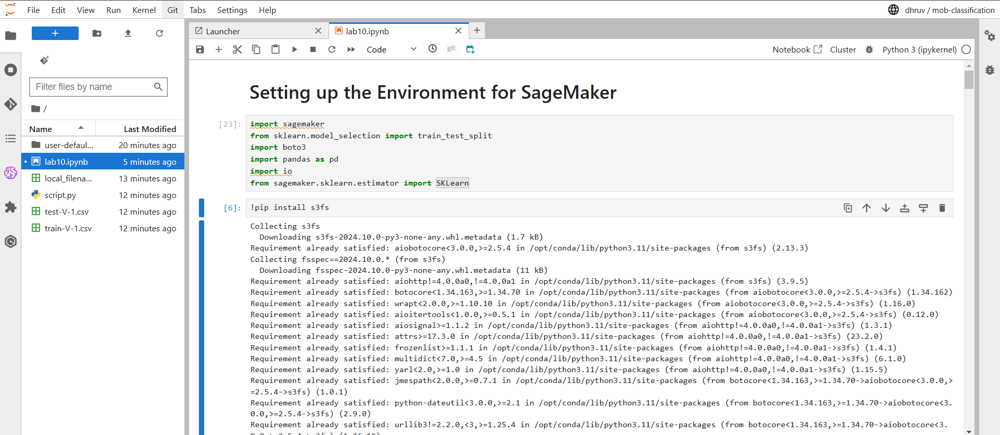 File Edit View Run Kernel Git Tabs Settings Help
dhruv / mob-classification
Launcher
lab10.ipynb
Code
git
Notebook
Cluster
Python 3 (ipykernel)
Filter files by name
/
Name Last Modified
user-defaul... 20 minutes ago
lab10.ipynb 5 minutes ago
local_filena... 13 minutes ago
script.py 12 minutes ago
test-V-1.csv 12 minutes ago
train-V-1.csv 12 minutes ago
Setting up the Environment for SageMaker
[23]:
import sagemaker
from sklearn.model_selection import train_test_split
import boto3
import pandas as pd
import io
from sagemaker.sklearn.estimator import SKLearn
[6]:
!pip install s3fs
Collecting s3fs
Downloading s3fs-2024.10.0-py3-none-any.whl.metadata (1.7 kB)
Requirement already satisfied: aiobotocore<3.0.0,>=2.5.4 in /opt/conda/lib/python3.11/site-packages (from s3fs) (2.13.3)
Collecting fsspec==2024.10.0.* (from s3fs)
Downloading fsspec-2024.10.0-py3-none-any.whl.metadata (11 kB)
Requirement already satisfied: aiohttp!=4.0.0a0,!=4.0.0a1 in /opt/conda/lib/python3.11/site-packages (from s3fs) (3.9.5)
Requirement already satisfied: botocore<1.34.163,>=1.34.70 in /opt/conda/lib/python3.11/site-packages (from aiobotocore<3.0.0,>=2.5.4->s3fs) (1.34.162)
Requirement already satisfied: wrapt<2.0.0,>=1.10.10 in /opt/conda/lib/python3.11/site-packages (from aiobotocore<3.0.0,>=2.5.4->s3fs) (1.16.0)
Requirement already satisfied: aioitertools<1.0.0,>=0.5.1 in /opt/conda/lib/python3.11/site-packages (from aiobotocore<3.0.0,>=2.5.4->s3fs) (0.12.0)
Requirement already satisfied: aiosignal>=1.1.2 in /opt/conda/lib/python3.11/site-packages (from aiohttp!=4.0.0a0,!=4.0.0a1->s3fs) (1.3.1)
Requirement already satisfied: attrs>=17.3.0 in /opt/conda/lib/python3.11/site-packages (from aiohttp!=4.0.0a0,!=4.0.0a1->s3fs) (23.2.0)
Requirement already satisfied: frozenlist>=1.1.1 in /opt/conda/lib/python3.11/site-packages (from aiohttp!=4.0.0a0,!=4.0.0a1->s3fs) (1.4.1)
Requirement already satisfied: multidict<7.0,>=4.5 in /opt/conda/lib/python3.11/site-packages (from aiohttp!=4.0.0a0,!=4.0.0a1->s3fs) (6.1.0)
Requirement already satisfied: yarl<2.0,>=1.0 in /opt/conda/lib/python3.11/site-packages (from aiohttp!=4.0.0a0,!=4.0.0a1->s3fs) (1.15.5)
Requirement already satisfied: jmespath<2.0.0,>=0.7.1 in /opt/conda/lib/python3.11/site-packages (from botocore<1.34.163,>=1.34.70->aiobotocore<3.0.0,>
=2.5.4->s3fs) (1.0.1)
Requirement already satisfied: python-dateutil<3.0.0,>=2.1 in /opt/conda/lib/python3.11/site-packages (from botocore<1.34.163,>=1.34.70->aiobotocore<3.
0.0,>=2.5.4->s3fs) (2.9.0)
Requirement already satisfied: urllib3!=2.2.0,<3,>=1.25.4 in /opt/conda/lib/python3.11/site-packages (from botocore<1.34.163,>=1.34.70->aiobotocore<3.